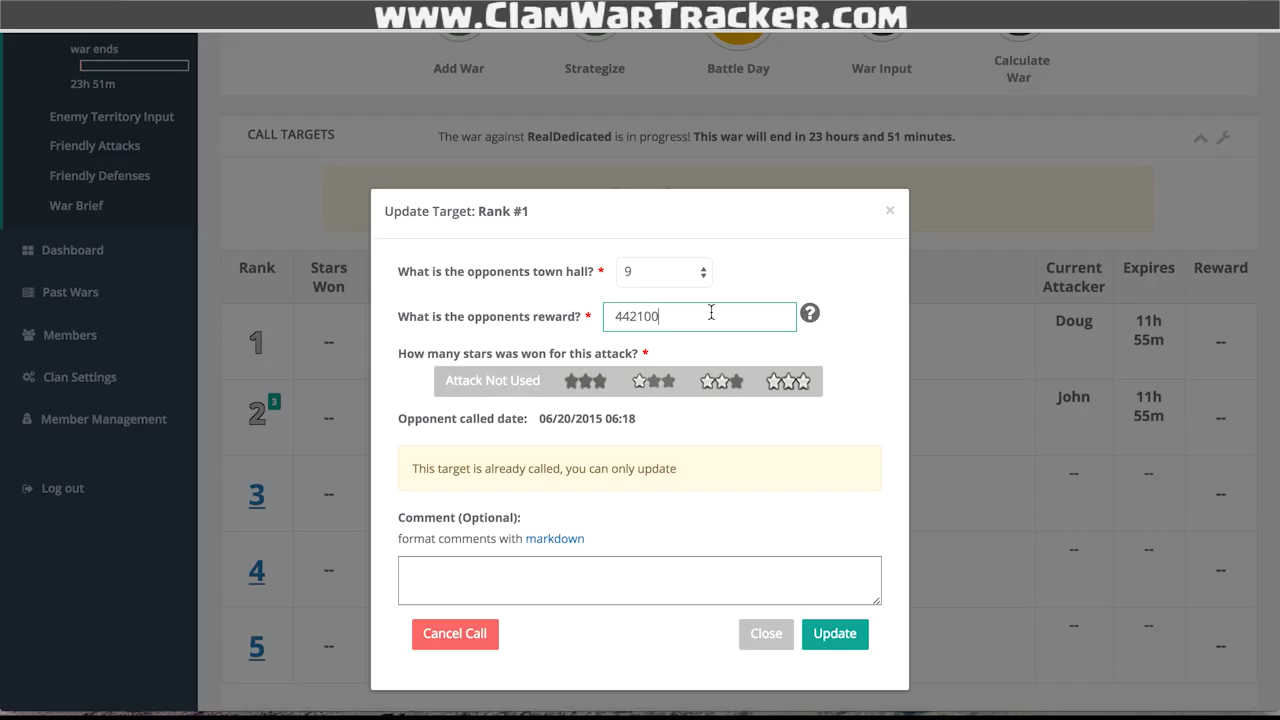 www.ClanWarTracker.com
war ends
23h 51m
Enemy Territory Input
Friendly Attacks
Friendly Defenses
War Brief
Dashboard
Past Wars
Members
Clan Settings
Member Management
Log out
Add War
Strategize
Battle Day
War Input
Calculate
War
CALL TARGETS
The war against RealDedicated is in progress! This war will end in 23 hours and 51 minutes.
Rank
Stars
Won
Current
Attacker
Expires
Reward
1
--
Doug
11h
55m
--
2
3
--
John
11h
55m
--
3
--
--
--
--
4
--
--
--
--
5
--
--
--
--
Update Target: Rank #1
×
What is the opponents town hall? *
9
What is the opponents reward? *
442100
?
How many stars was won for this attack? *
Attack Not Used
Opponent called date: 06/20/2015 06:18
This target is already called, you can only update
Comment (Optional):
format comments with markdown
Cancel Call
Close
Update